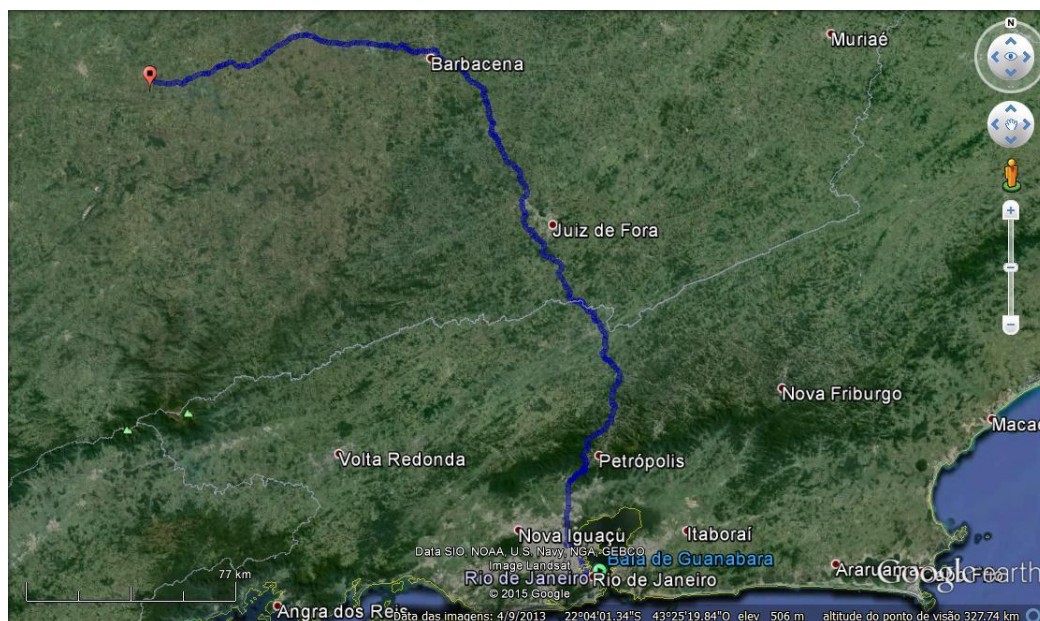 N
Muriaé
Barbacena
Juiz de Fora
Nova Friburgo
Macaé
Volta Redonda
Petrópolis
Nova Iguaçu
Itaboraí
Data SIO, NOAA, U.S. Navy, NGA, GEBCO
Image Landsat
Baía de Guanabara
77 km
Rio de Janeiro
Rio de Janeiro
© 2015 Google
Araruama
Google earth
Angra dos Reis
Data das imagens: 4/9/2013 22°04'01.34"S 43°25'19.84"O elev 506 m altitude do ponto de visão 327.74 km